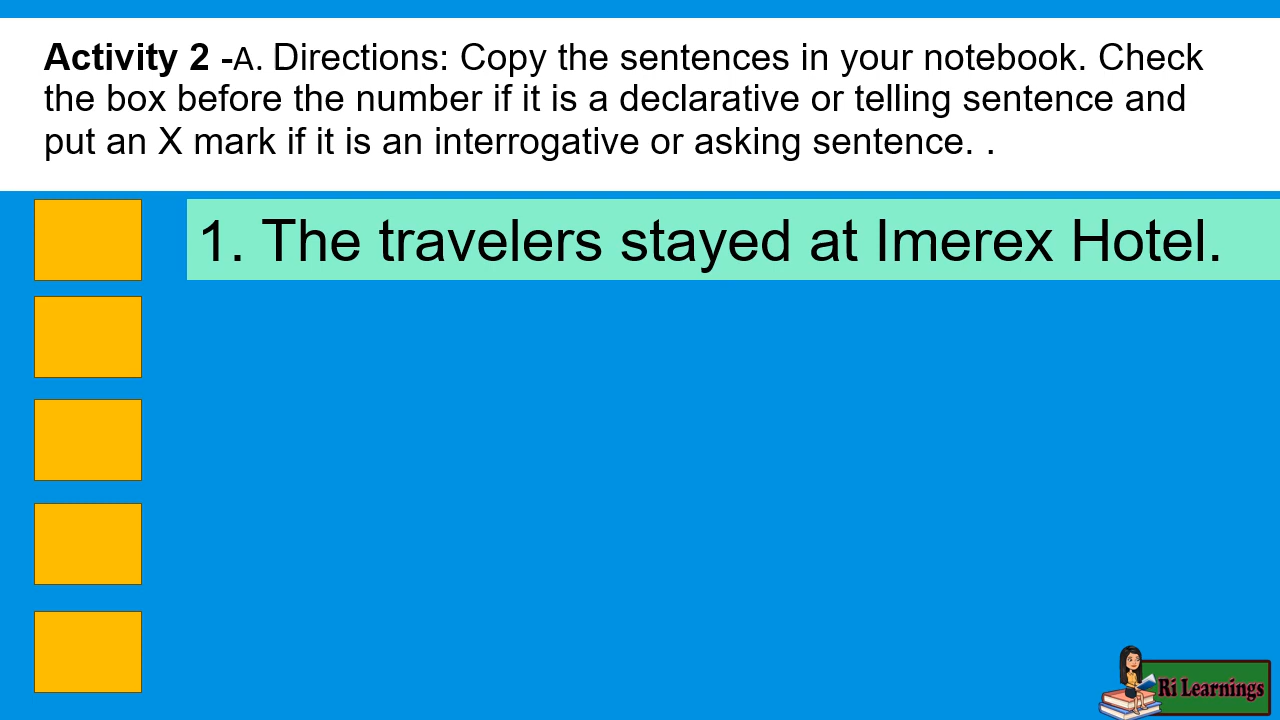 Activity 2 -A. Directions: Copy the sentences in your notebook. Check
the box before the number if it is a declarative or telling sentence and
put an X mark if it is an interrogative or asking sentence. .
1. The travelers stayed at Imerex Hotel.
Ri Learnings